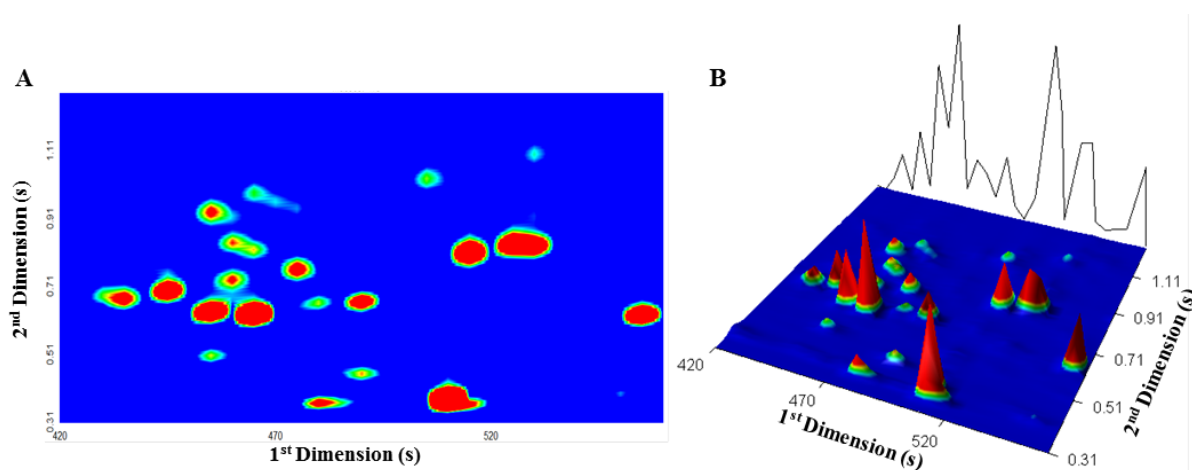 A
2nd Dimension (s)
1.11
0.91
0.71
0.51
0.31
420
470
520
1st Dimension (s)
B
420
470
520
1st Dimension (s)
1.11
0.91
0.71
0.51
0.31
2nd Dimension (s)